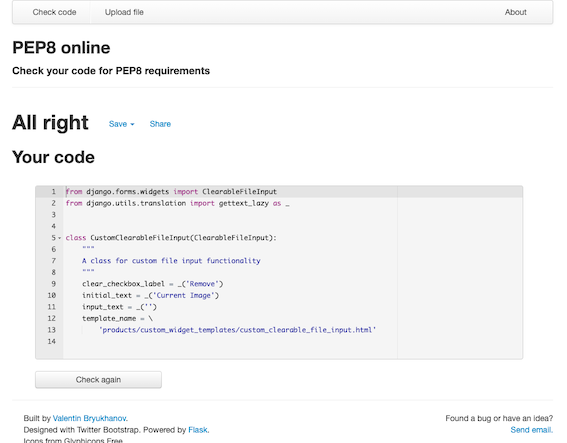 Check code Upload file About
PEP8 online
Check your code for PEP8 requirements
All right Save Share
Your code
1 from django.forms.widgets import ClearableFileInput
2 from django.utils.translation import gettext_lazy as _
3
4
5 class CustomClearableFileInput(ClearableFileInput):
6 """
7 A class for custom file input functionality
8 """
9 clear_checkbox_label = _('Remove')
10 initial_text = _('Current Image')
11 input_text = _('')
12 template_name = \
13 'products/custom_widget_templates/custom_clearable_file_input.html'
14
Check again
Built by Valentin Bryukhanov. Found a bug or have an idea?
Designed with Twitter Bootstrap. Powered by Flask. Send email.
Icons from Glyphicons Free